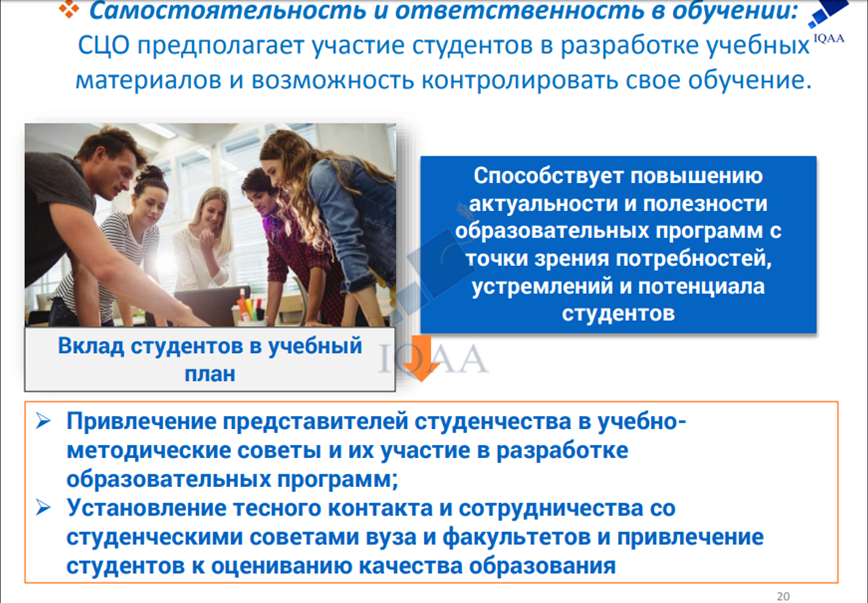 ❖ Самостоятельность и ответственность в обучении:
СЦО предполагает участие студентов в разработке учебных
материалов и возможность контролировать свое обучение.
IQAA
Способствует повышению
актуальности и полезности
образовательных программ с
точки зрения потребностей,
устремлений и потенциала
студентов
Вклад студентов в учебный
план
IQAA
➢ Привлечение представителей студенчества в учебно-
методические советы и их участие в разработке
образовательных программ;
➢ Установление тесного контакта и сотрудничества со
студенческими советами вуза и факультетов и привлечение
студентов к оцениванию качества образования
20